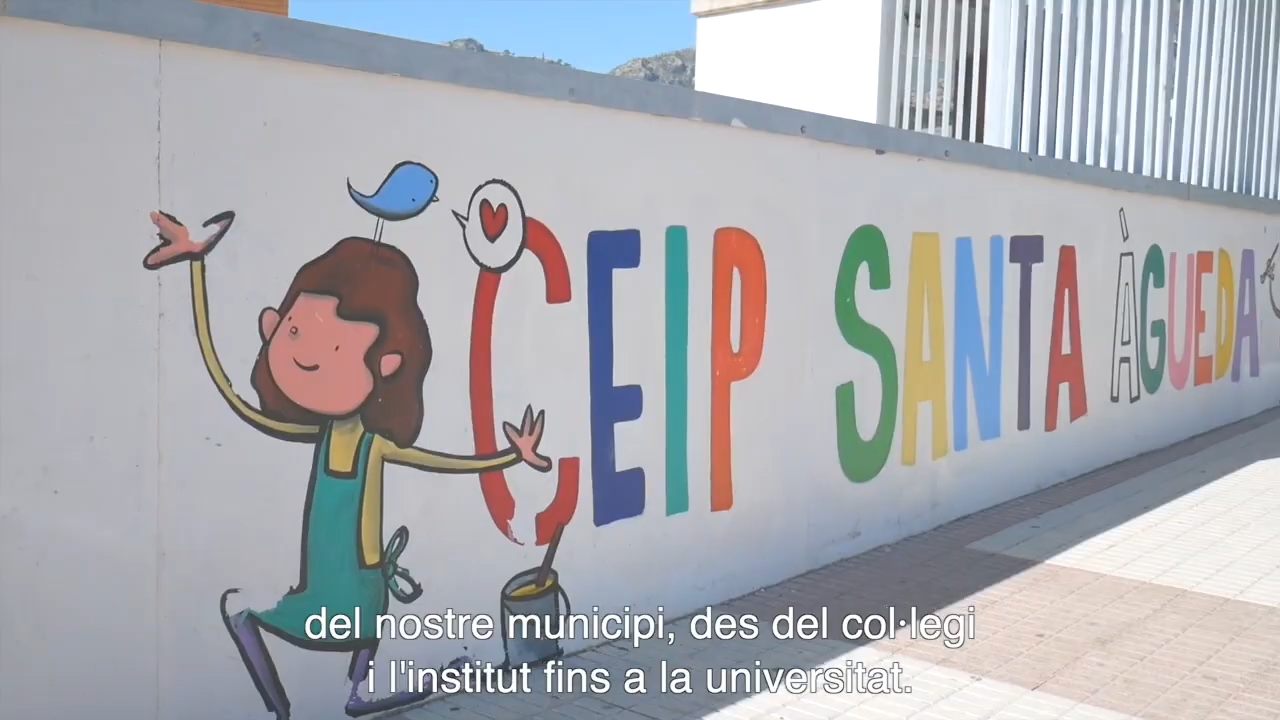 CEIP SANTA ÀGUEDA
del nostre municipi, des del col·legi
i l'institut fins a la universitat.